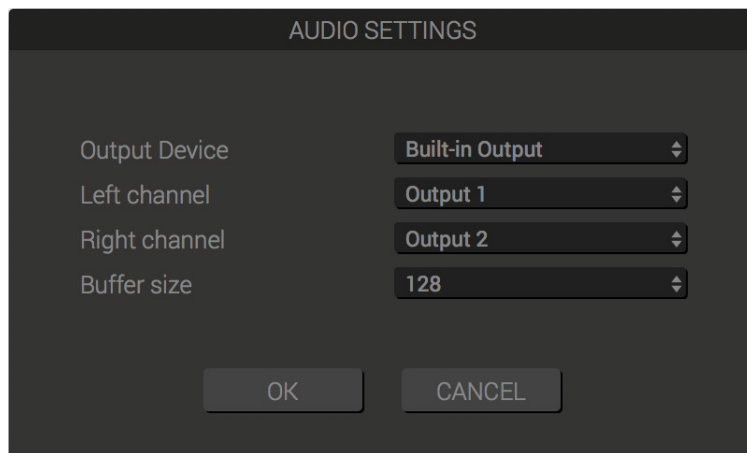 AUDIO SETTINGS
Output Device Built-in Output
Left channel Output 1
Right channel Output 2
Buffer size 128
OK CANCEL